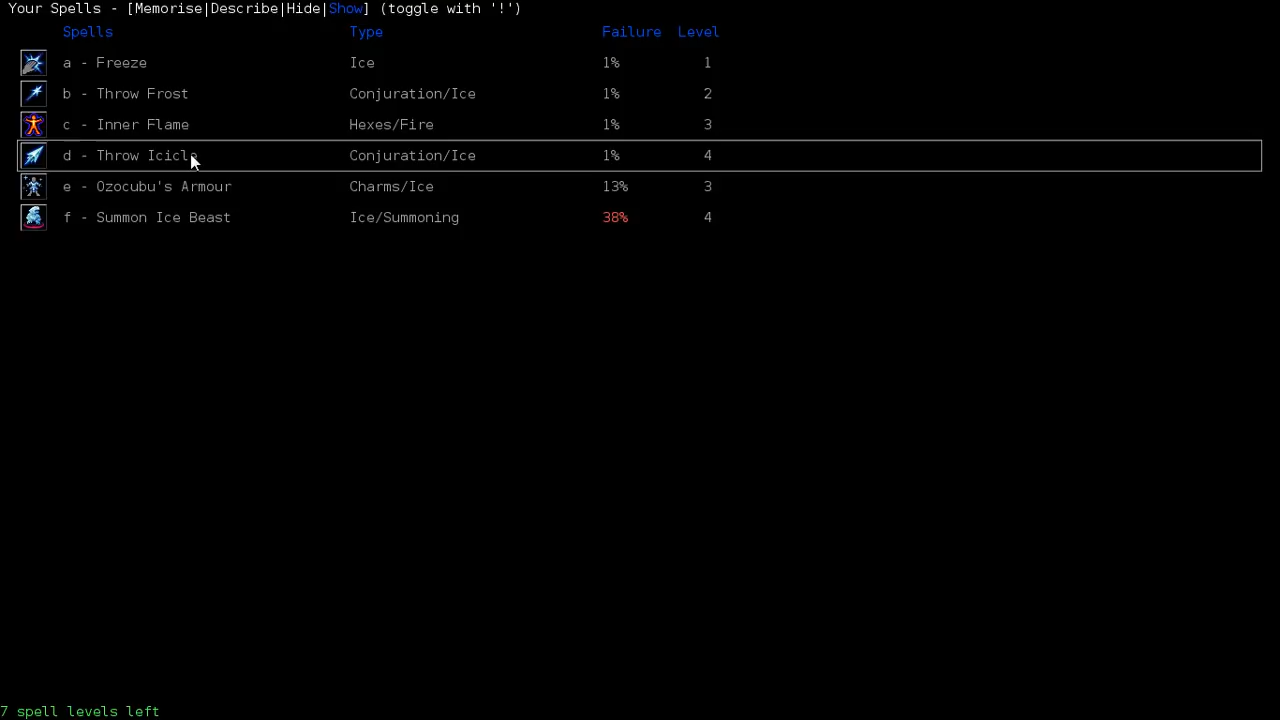 Your Spells - [Memorise|Describe|Hide|Show] (toggle with '!')
Spells Type Failure Level
a - Freeze Ice 1% 1
b - Throw Frost Conjuration/Ice 1% 2
c - Inner Flame Hexes/Fire 1% 3
d - Throw Icicle Conjuration/Ice 1% 4
e - Ozocubu's Armour Charms/Ice 13% 3
f - Summon Ice Beast Ice/Summoning 38% 4
7 spell levels left